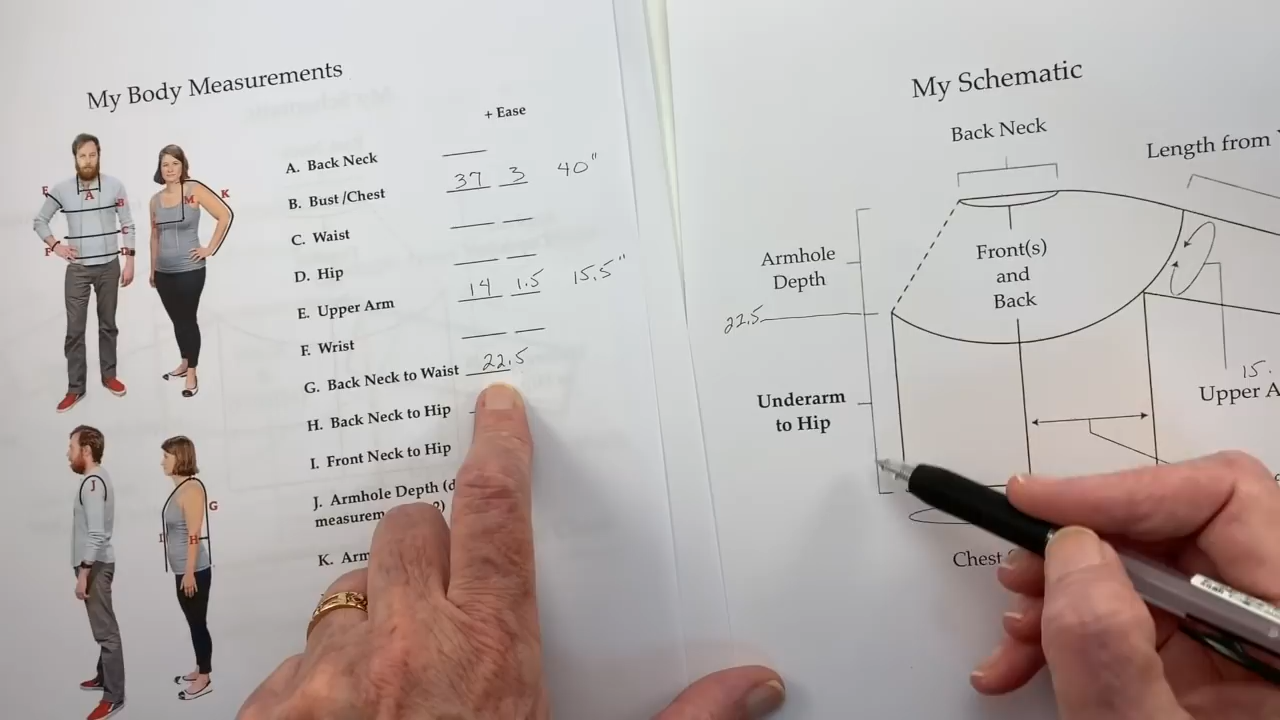 My Body Measurements
+ Ease
A. Back Neck
B. Bust /Chest 37 3 40"
C. Waist
D. Hip
E. Upper Arm 14 1.5 15.5"
F. Wrist
G. Back Neck to Waist 22.5
H. Back Neck to Hip
I. Front Neck to Hip
J. Armhole Depth
K.
E
A
B
C
F
D
M
K
J
G
H
My Schematic
Back Neck
Length from
Armhole
Depth
Front(s)
and
Back
22.5
Underarm
to Hip
15.
Upper
Chest